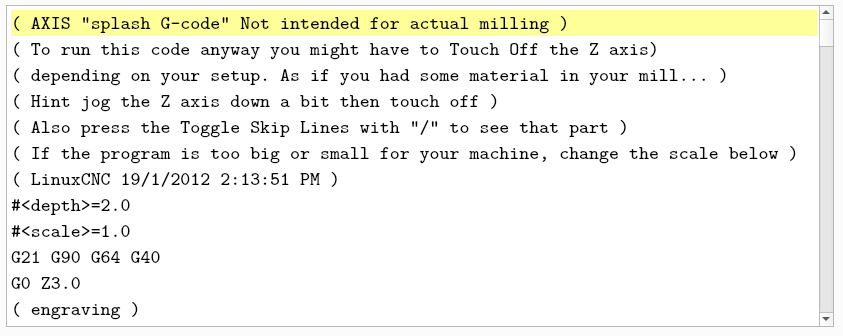 ( AXIS "splash G-code" Not intended for actual milling )
( To run this code anyway you might have to Touch Off the Z axis)
( depending on your setup. As if you had some material in your mill... )
( Hint jog the Z axis down a bit then touch off )
( Also press the Toggle Skip Lines with "/" to see that part )
( If the program is too big or small for your machine, change the scale below )
( LinuxCNC 19/1/2012 2:13:51 PM )
#<depth>=2.0
#<scale>=1.0
G21 G90 G64 G40
G0 Z3.0
( engraving )